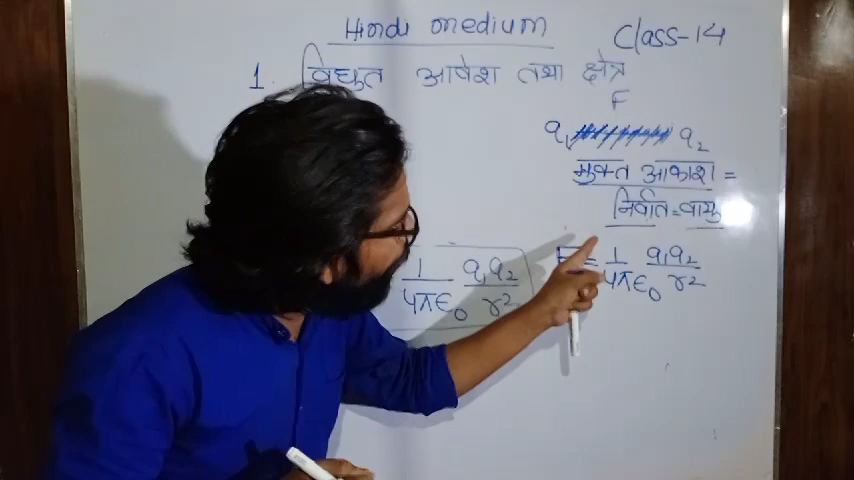 Hindi medium
Class-14
1. विद्युत आवेश तथा क्षेत्र
F
q₁ q₂
मुक्त आकाश =
निर्वात = वायु
1/4πε₀ q₁q₂/r²
F = 1/4πε₀ q₁q₂/r²